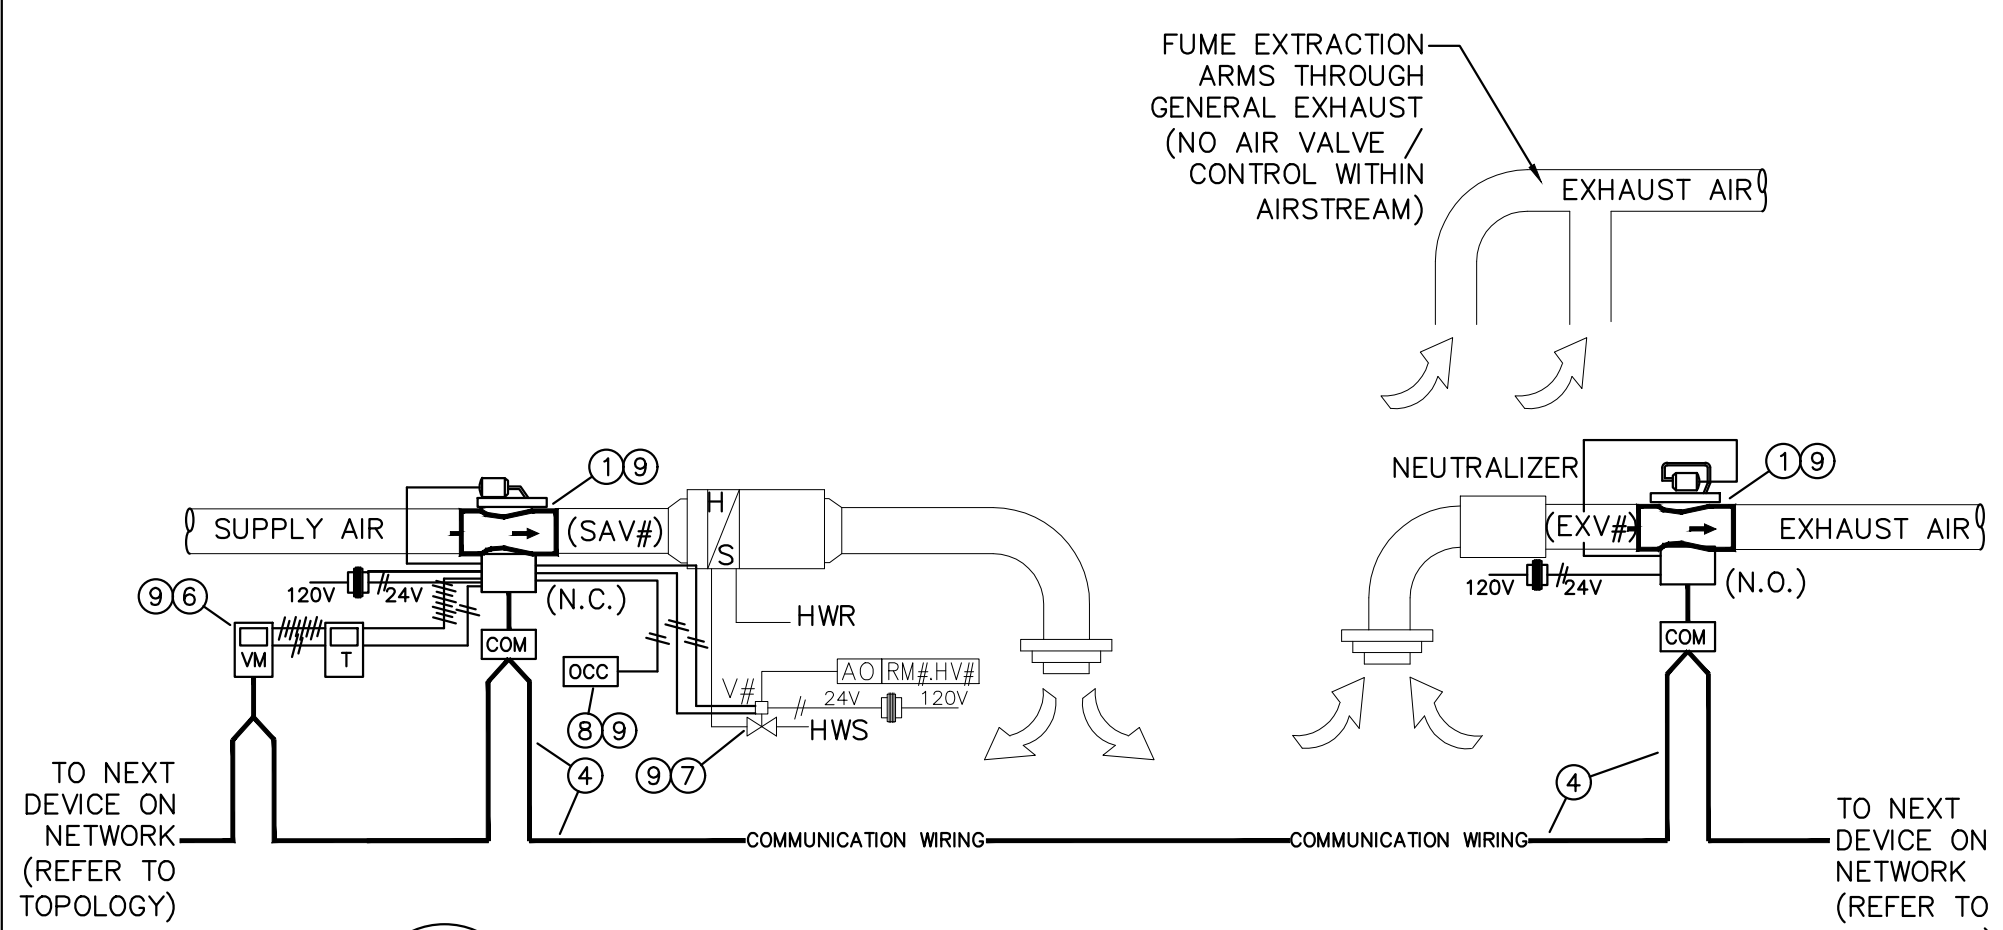 FUME EXTRACTION
ARMS THROUGH
GENERAL EXHAUST
(NO AIR VALVE /
CONTROL WITHIN
AIRSTREAM)
EXHAUST AIR
1 9
NEUTRALIZER
1 9
SUPPLY AIR
(SAV#)
H
S
(EXV#)
EXHAUST AIR
120V
24V
(N.C.)
120V
24V
(N.O.)
9 6
HWR
VM
T
COM
COM
OCC
AO RM#.HV#
V#
24V
120V
8 9
HWS
4
9 7
4
TO NEXT
DEVICE ON
NETWORK
(REFER TO
TOPOLOGY)
COMMUNICATION WIRING
COMMUNICATION WIRING
TO NEXT
DEVICE ON
NETWORK
(REFER TO